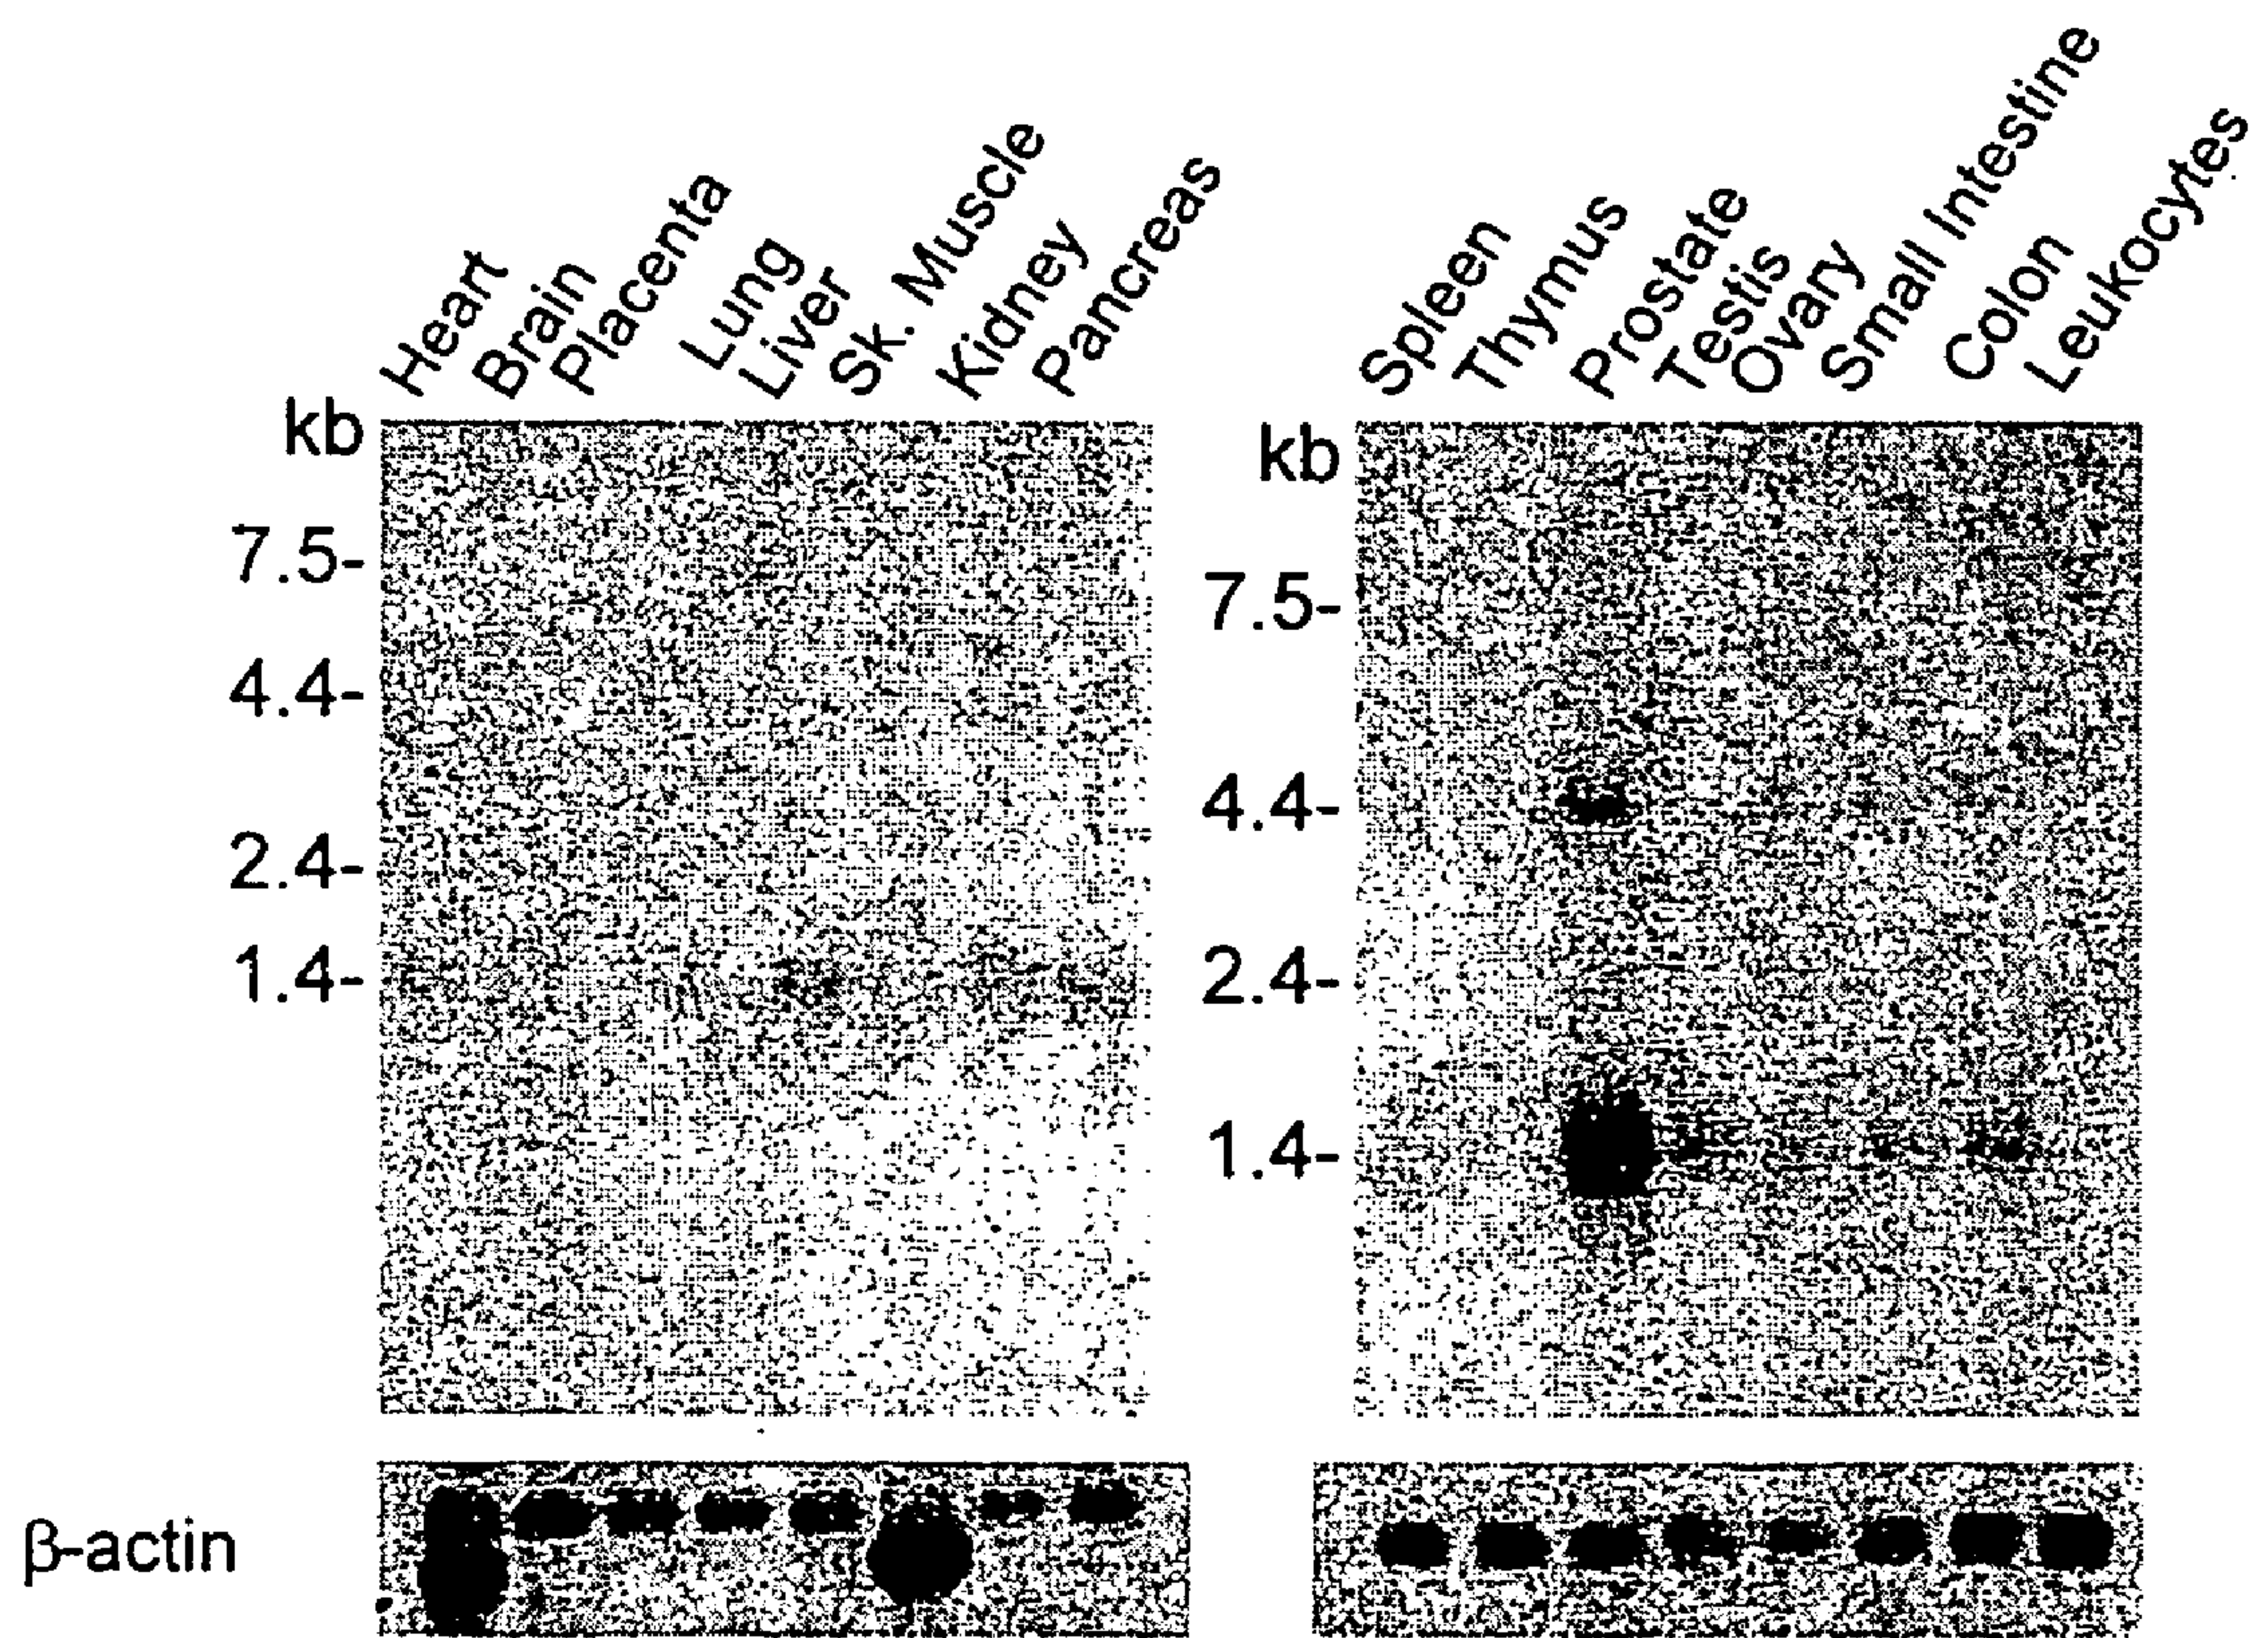 Heart
Brain
Placenta
Lung
Liver
Sk. Muscle
Kidney
Pancreas
kb
7.5-
4.4-
2.4-
1.4-
Spleen
Thymus
Prostate
Testis
Ovary
Small Intestine
Colon
Leukocytes
kb
7.5-
4.4-
2.4-
1.4-
β-actin